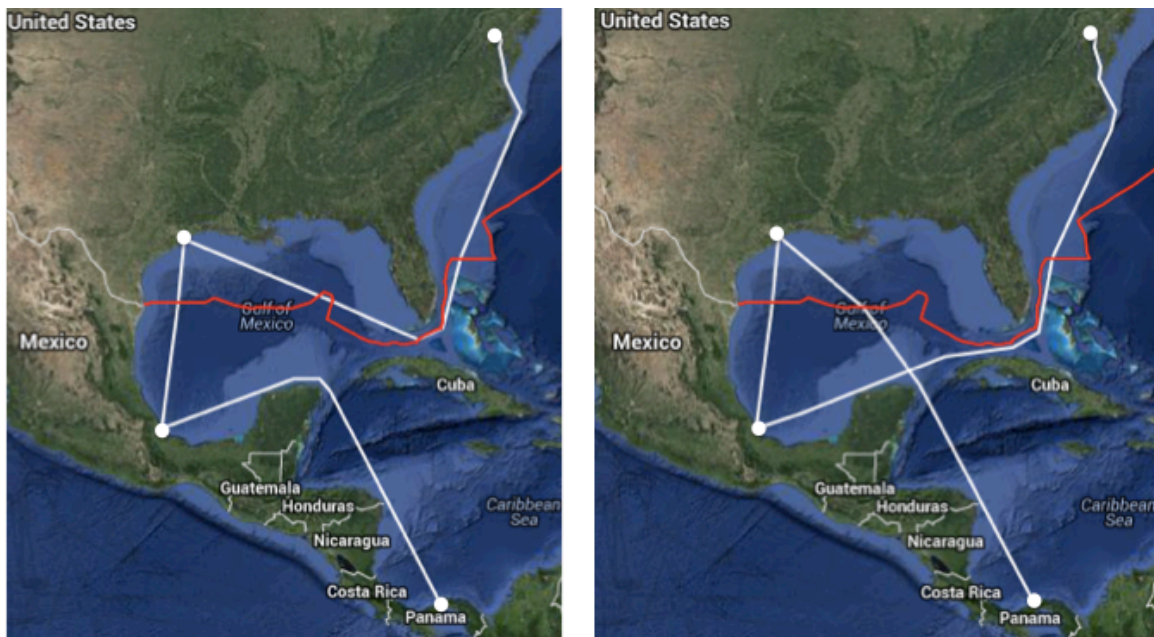 United States
Gulf of
Mexico
Mexico
Cuba
Guatemala
Honduras
Nicaragua
Caribbean
Sea
Costa Rica
Panama
United States
Gulf of
Mexico
Mexico
Cuba
Guatemala
Honduras
Nicaragua
Caribbean
Sea
Costa Rica
Panama